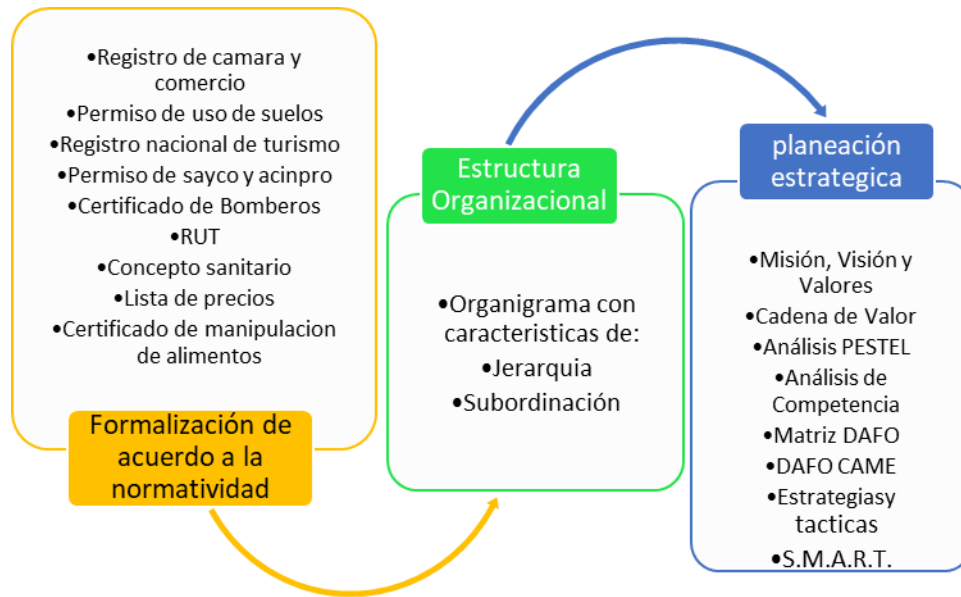 •Registro de camara y
comercio
•Permiso de uso de suelos
•Registro nacional de turismo
•Permiso de sayco y acinpro
•Certificado de Bomberos
•RUT
•Concepto sanitario
•Lista de precios
•Certificado de manipulacion
de alimentos
Formalización de
acuerdo a la
normatividad
Estructura
Organizacional
•Organigrama con
caracteristicas de:
•Jerarquia
•Subordinación
planeación
estrategica
•Misión, Visión y
Valores
•Cadena de Valor
•Análisis PESTEL
•Análisis de
Competencia
•Matriz DAFO
•DAFO CAME
•Estrategiasy
tacticas
•S.M.A.R.T.